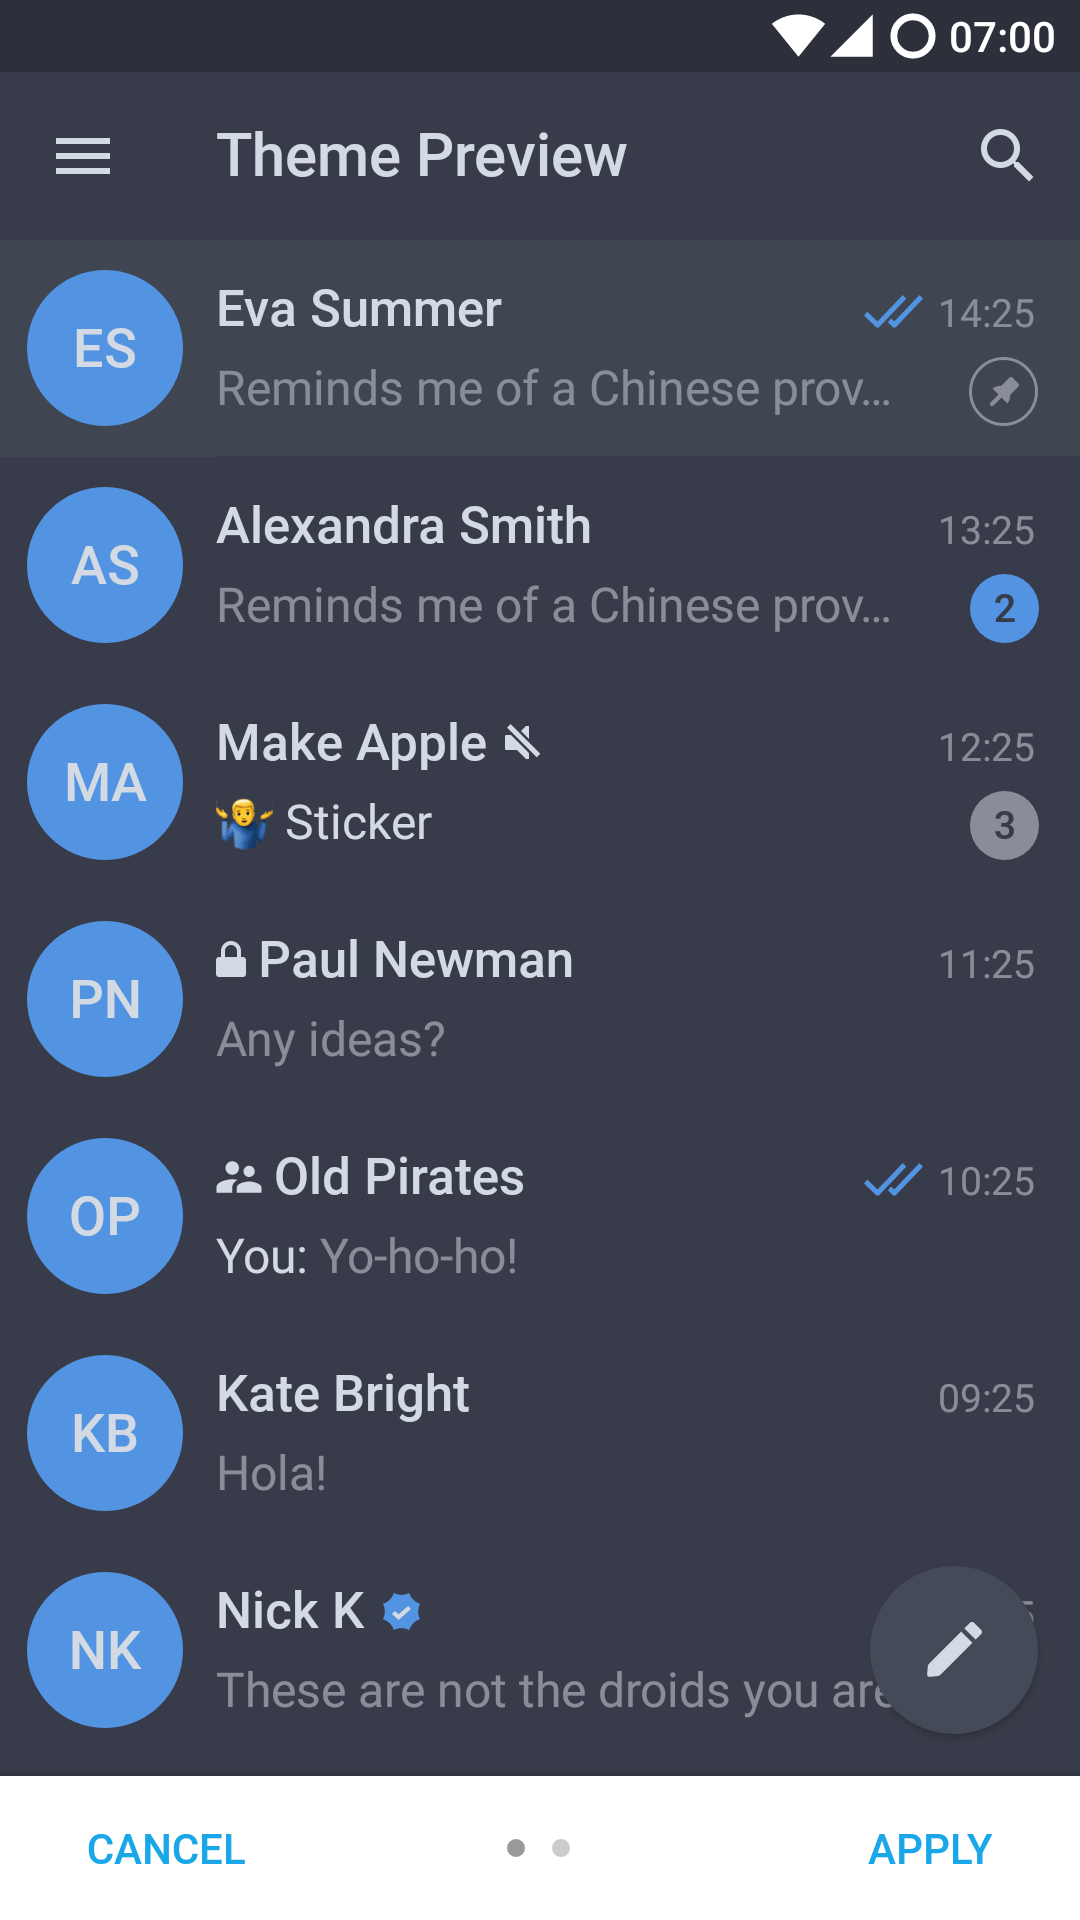 07:00
Theme Preview
ES
Eva Summer
14:25
Reminds me of a Chinese prov...
AS
Alexandra Smith
13:25
Reminds me of a Chinese prov...
2
MA
Make Apple
12:25
🤷‍♂️ Sticker
3
PN
Paul Newman
11:25
Any ideas?
OP
Old Pirates
10:25
You: Yo-ho-ho!
KB
Kate Bright
09:25
Hola!
NK
Nick K
These are not the droids you are
CANCEL
APPLY